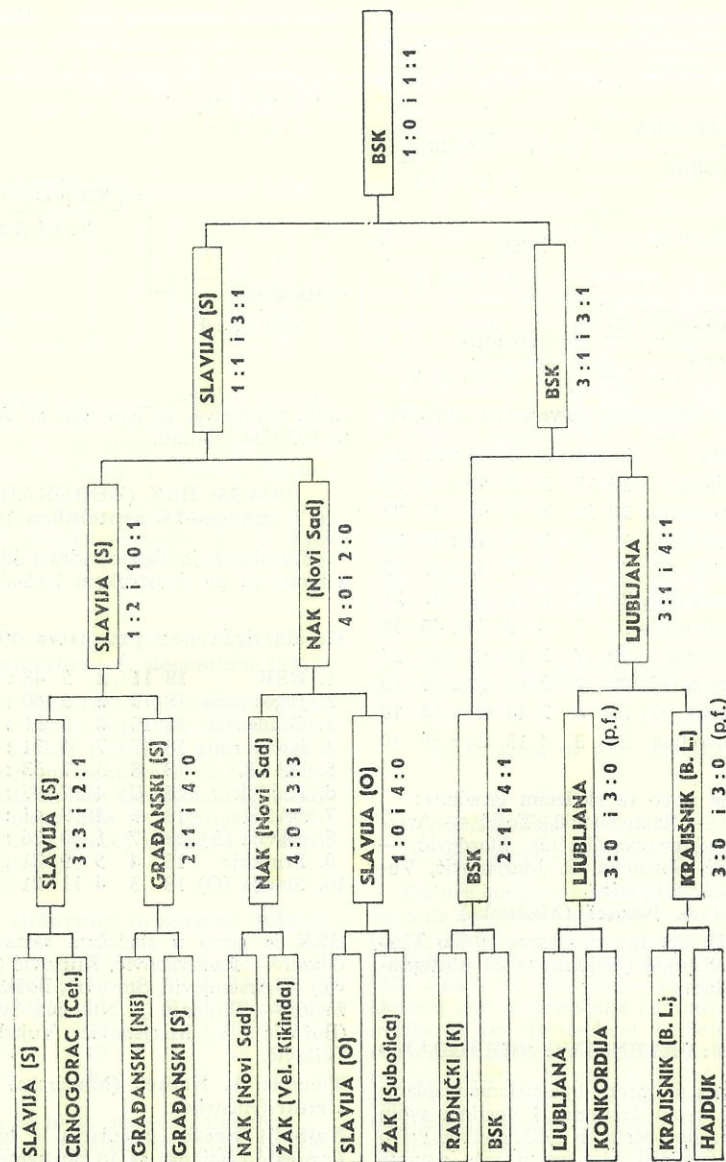 SLAVIJA (S)
CRNOGORAC (Cet.)
GRAĐANSKI (Niš)
GRAĐANSKI (S)
NAK (Novi Sad)
ŽAK (Vel. Kikinda)
SLAVIJA (O)
ŽAK (Subotica)
RADNIČKI (K)
BSK
LJUBLJANA
KONKORDIJA
KRAJIŠNIK (B. L.)
HAJDUK
SLAVIJA (S)
3:3 i 2:1
GRAĐANSKI (S)
2:1 i 4:0
NAK (Novi Sad)
4:0 i 3:3
SLAVIJA (O)
1:0 i 4:0
BSK
2:1 i 4:1
LJUBLJANA
3:0 i 3:0 (p.f.)
KRAJIŠNIK (B. L.)
3:0 i 3:0 (p.f.)
SLAVIJA (S)
1:2 i 10:1
NAK (Novi Sad)
4:0 i 2:0
LJUBLJANA
3:1 i 4:1
SLAVIJA (S)
1:1 i 3:1
BSK
3:1 i 3:1
BSK
1:0 i 1:1